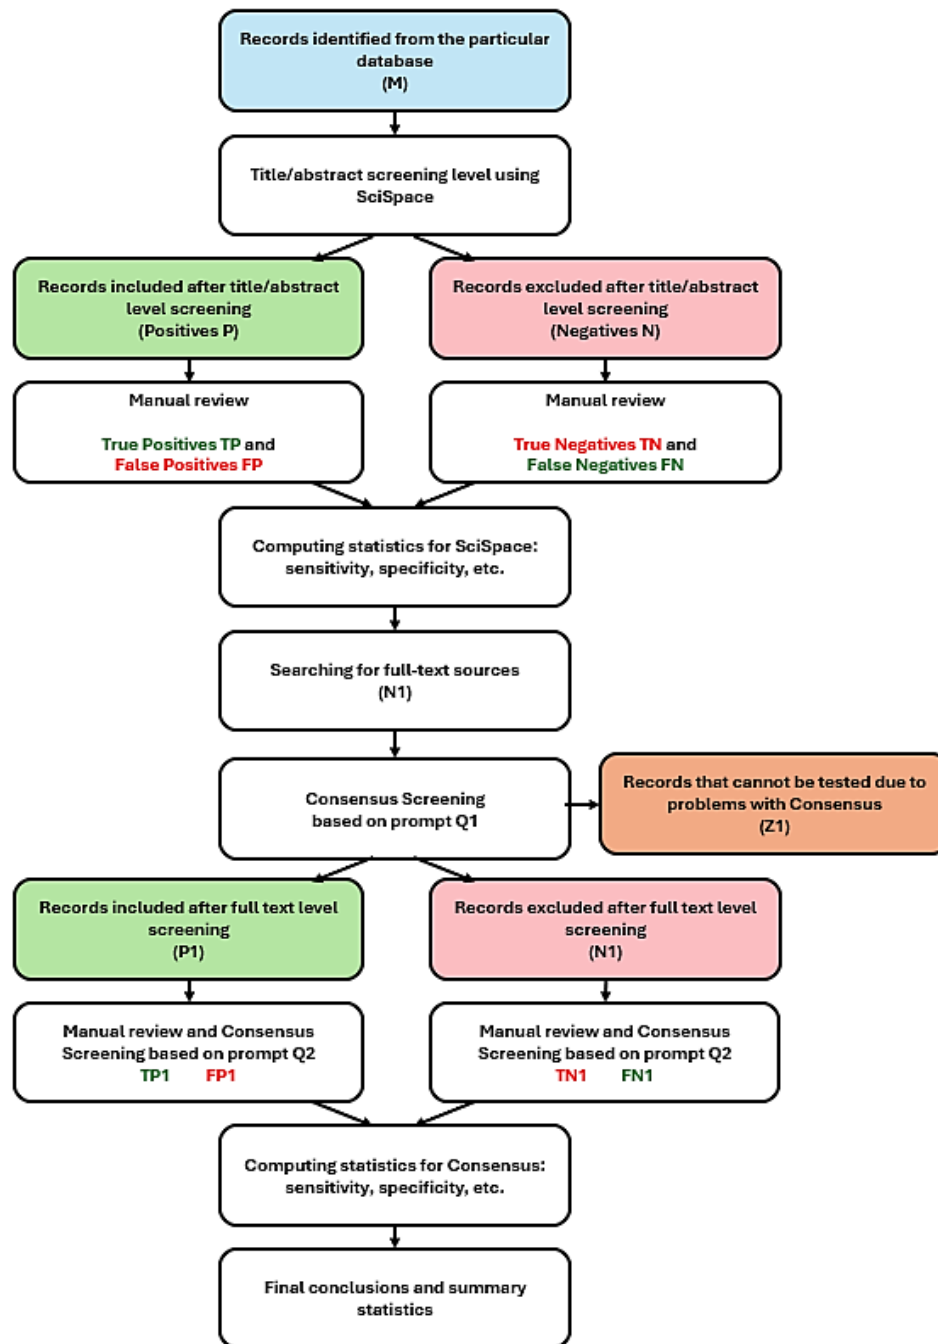 Records identified from the particular
database
(M)
Title/abstract screening level using
SciSpace
Records included after title/abstract
level screening
(Positives P)
Records excluded after title/abstract
level screening
(Negatives N)
Manual review
True Positives TP and
False Positives FP
Manual review
True Negatives TN and
False Negatives FN
Computing statistics for SciSpace:
sensitivity, specificity, etc.
Searching for full-text sources
(N1)
Consensus Screening
based on prompt Q1
Records that cannot be tested due to
problems with Consensus
(Z1)
Records included after full text level
screening
(P1)
Records excluded after full text level
screening
(N1)
Manual review and Consensus
Screening based on prompt Q2
TP1 FP1
Manual review and Consensus
Screening based on prompt Q2
TN1 FN1
Computing statistics for Consensus:
sensitivity, specificity, etc.
Final conclusions and summary
statistics